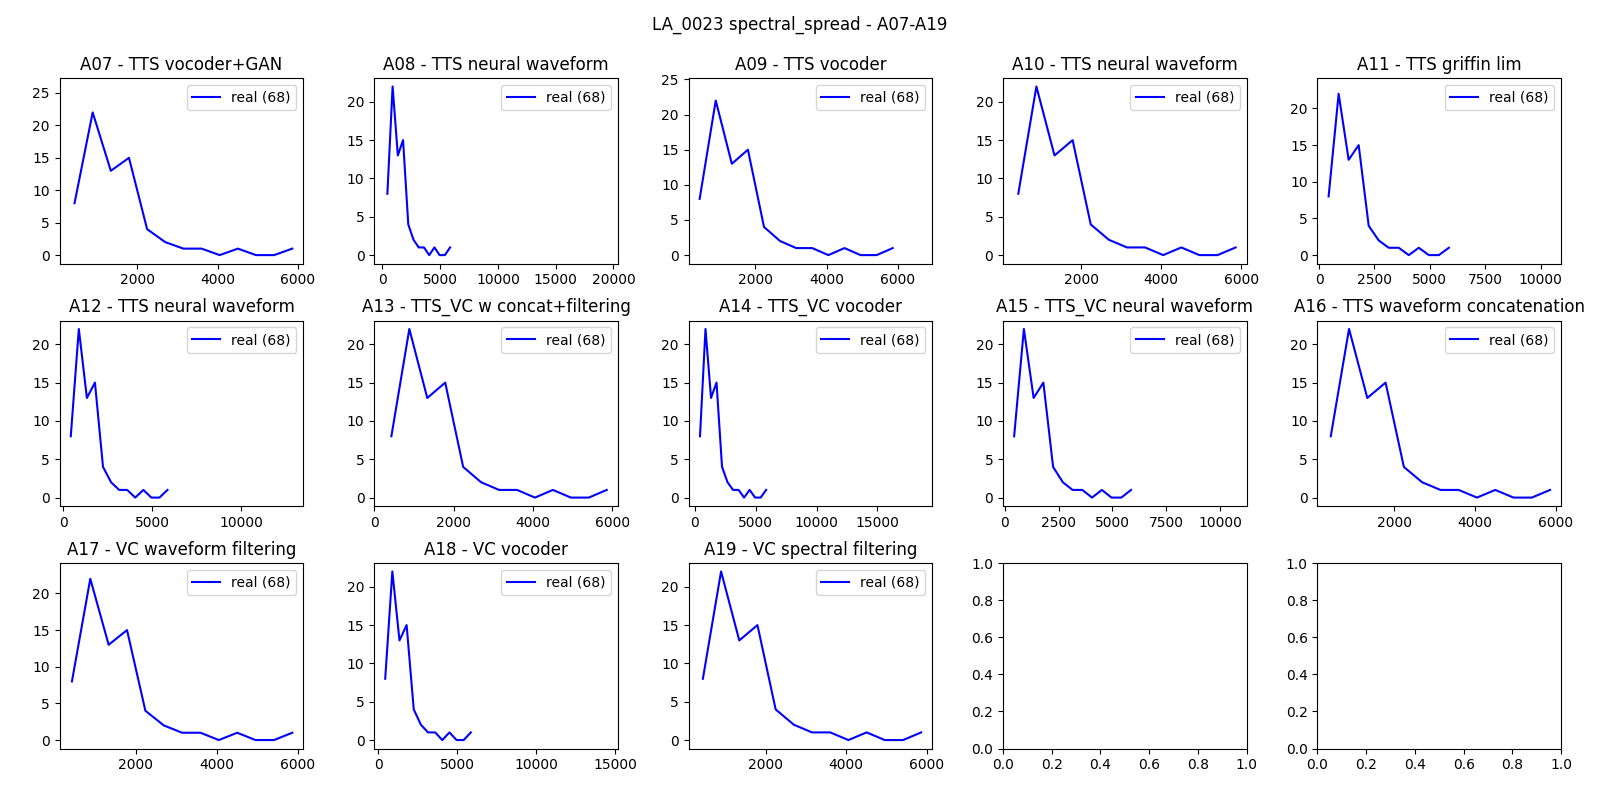 LA_0023 spectral_spread - A07-A19
A07 - TTS vocoder+GAN
real (68)
25
20
15
10
5
0
2000 4000 6000
A08 - TTS neural waveform
real (68)
20
15
10
5
0
0 5000 10000 15000 20000
A09 - TTS vocoder
real (68)
25
20
15
10
5
0
2000 4000 6000
A10 - TTS neural waveform
real (68)
20
15
10
5
0
2000 4000 6000
A11 - TTS griffin lim
real (68)
20
15
10
5
0
0 2500 5000 7500 10000
A12 - TTS neural waveform
real (68)
20
15
10
5
0
0 5000 10000
A13 - TTS_VC w concat+filtering
real (68)
20
15
10
5
0
0 2000 4000 6000
A14 - TTS_VC vocoder
real (68)
20
15
10
5
0
0 5000 10000 15000
A15 - TTS_VC neural waveform
real (68)
20
15
10
5
0
0 2500 5000 7500 10000
A16 - TTS waveform concatenation
real (68)
20
15
10
5
0
2000 4000 6000
A17 - VC waveform filtering
real (68)
20
15
10
5
0
2000 4000 6000
A18 - VC vocoder
real (68)
20
15
10
5
0
0 5000 10000 15000
A19 - VC spectral filtering
real (68)
20
15
10
5
0
2000 4000 6000
1.0
0.8
0.6
0.4
0.2
0.0
0.0 0.2 0.4 0.6 0.8 1.0
1.0
0.8
0.6
0.4
0.2
0.0
0.0 0.2 0.4 0.6 0.8 1.0